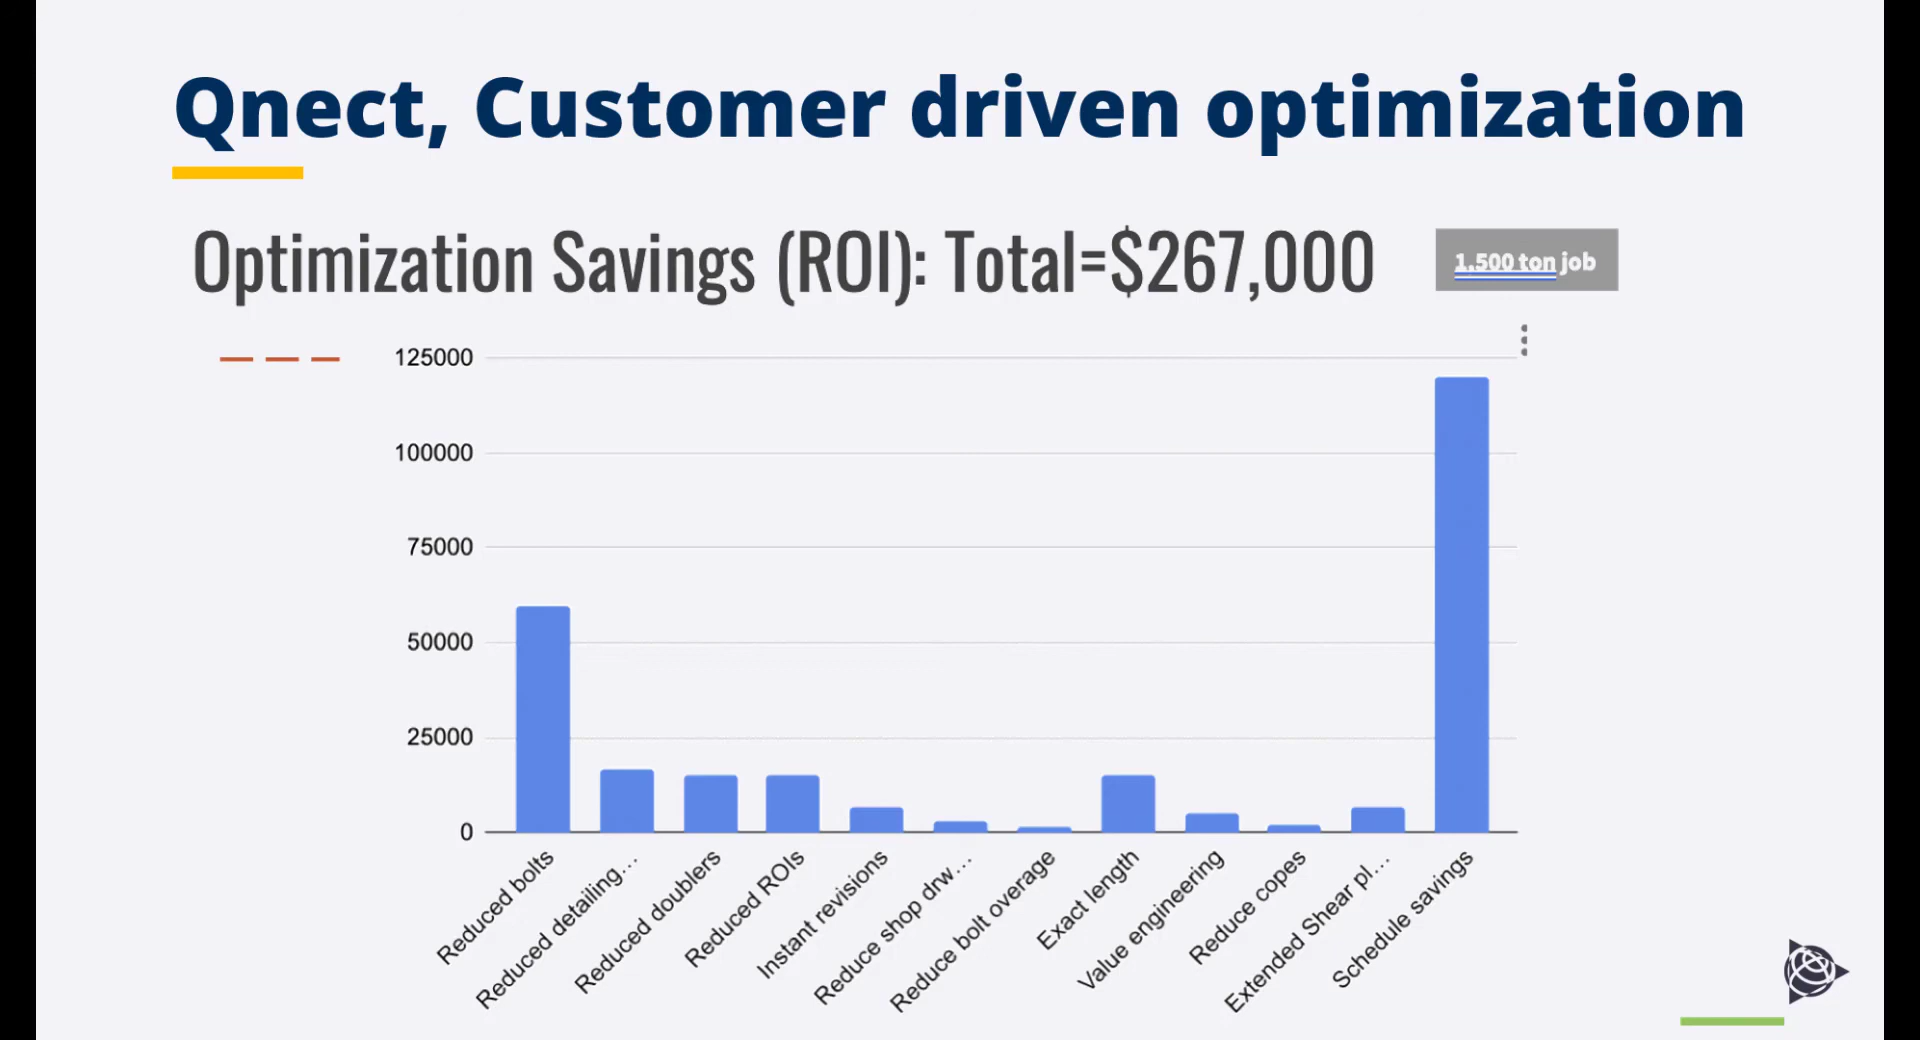 Qnect, Customer driven optimization
Optimization Savings (ROI): Total=$267,000
1,500 ton job
125000
100000
75000
50000
25000
0
Reduced bolts
Reduced detailing...
Reduced doublers
Reduced ROIs
Instant revisions
Reduce shop drw...
Reduce bolt overage
Exact length
Value engineering
Reduce copes
Extended Shear pl...
Schedule savings